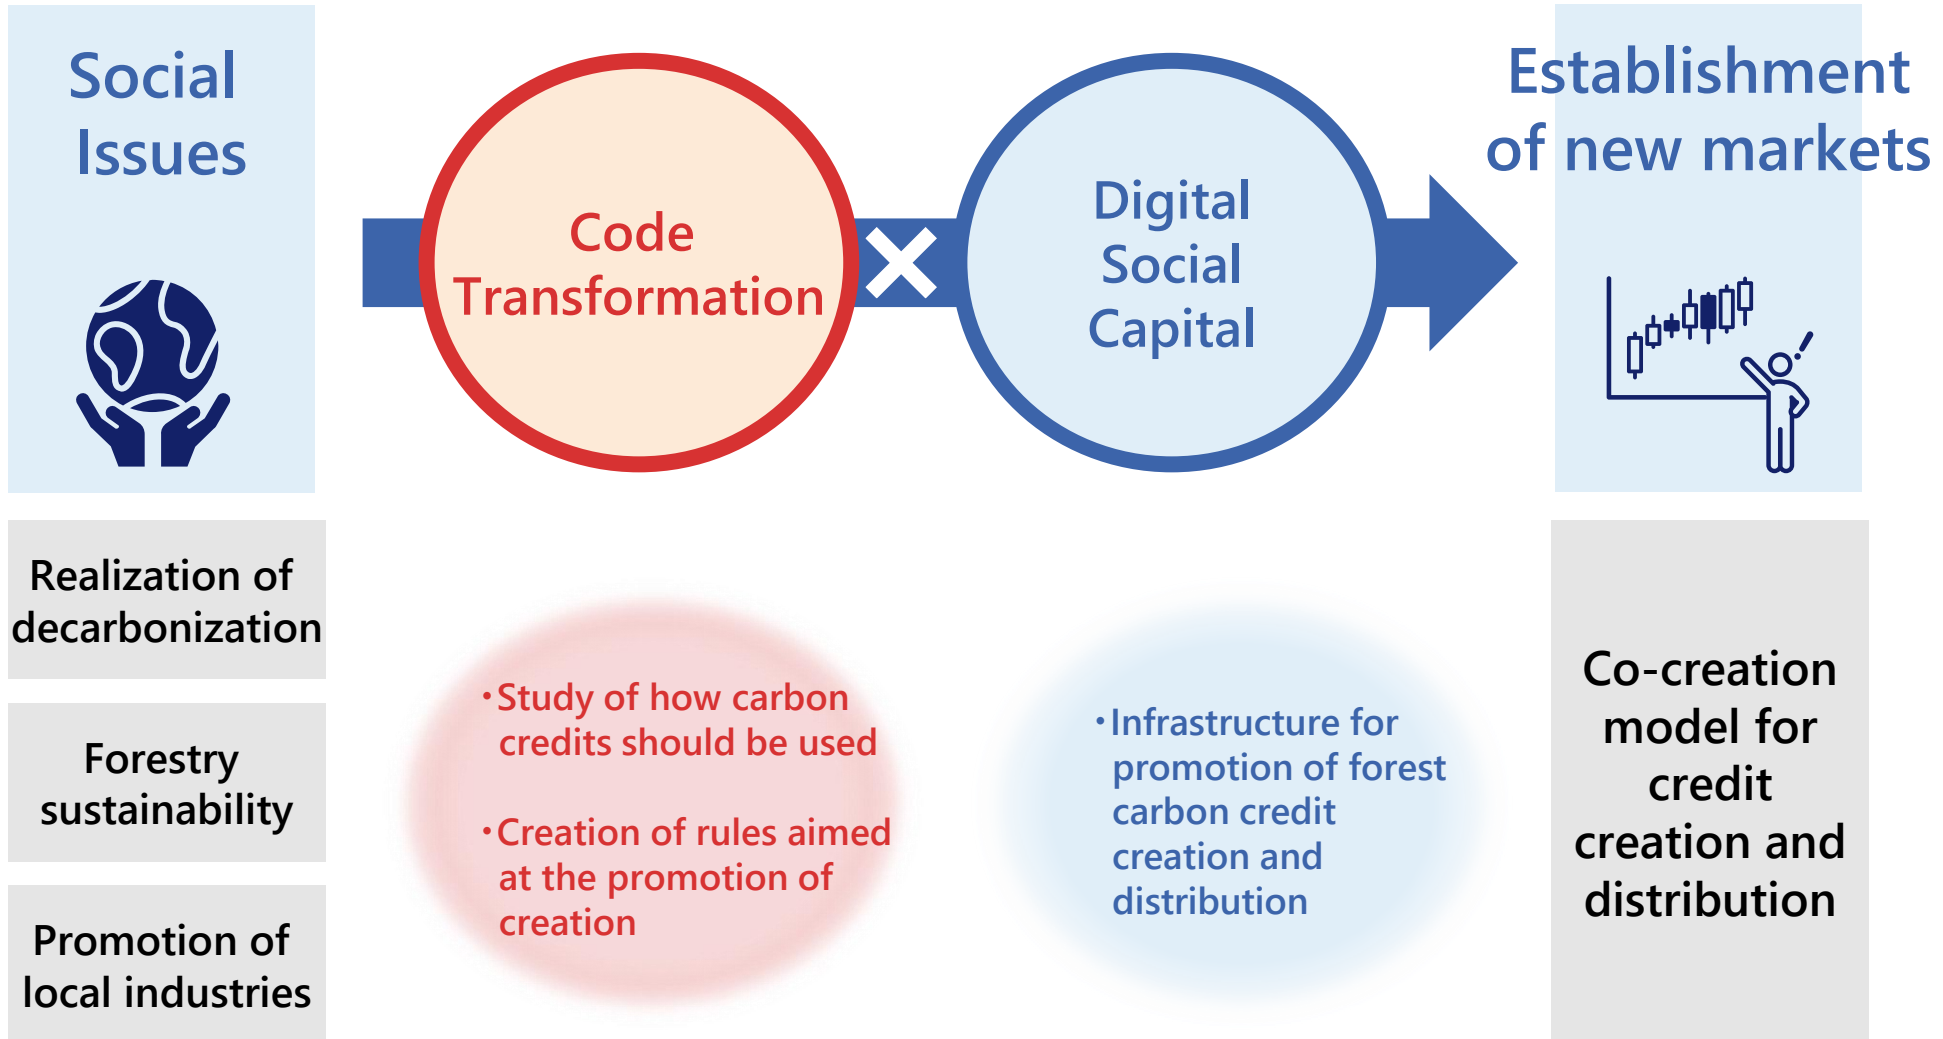 Social
Issues
Code
Transformation
Digital
Social
Capital
Establishment
of new markets
Realization of
decarbonization
Forestry
sustainability
Promotion of
local industries
・Study of how carbon
credits should be used
・Creation of rules aimed
at the promotion of
creation
・Infrastructure for
promotion of forest
carbon credit
creation and
distribution
Co-creation
model for
credit
creation and
distribution